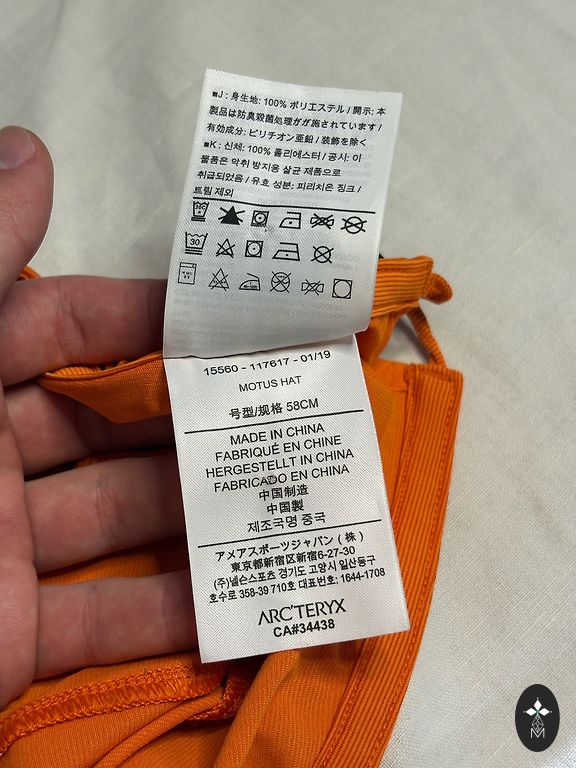 ■J : 身生地: 100% ポリエステル / 開示: 本
製品は防臭殺菌処理ガガ施されています /
有効成分: ピリチオン亜鉛 / 装飾を除く
■K : 신체: 100% 폴리에스터 / 공시: 이
물품은 악취 방지용 살균 제품으로
취급되었음 / 유효 성분: 피리치온 징크 /
트림 제외
30
15560 - 117617 - 01/19
MOTUS HAT
号型/规格 58CM
MADE IN CHINA
FABRIQUÉ EN CHINE
HERGESTELLT IN CHINA
FABRICADO EN CHINA
中国制造
中国製
제조국명 중국
アメアスポーツジャパン ( 株 )
東京都新宿区新宿6-27-30
(주)넬슨스포츠 경기도 고양시 일산동구
호수로 358-39 710호 대표번호: 1644-1708
ARC'TERYX
CA#34438
M